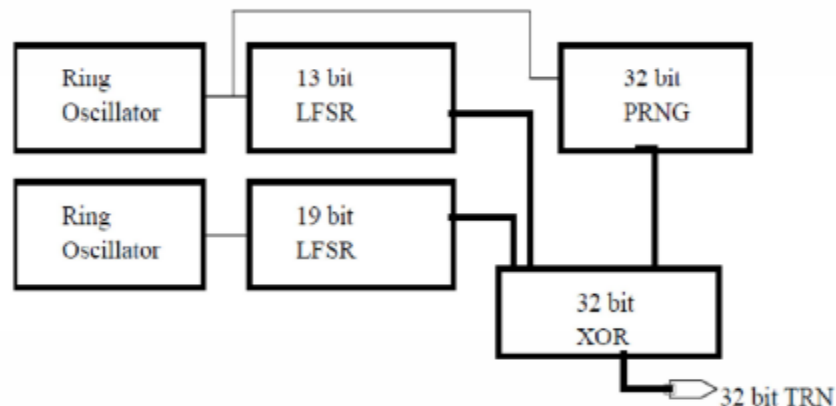 Ring
Oscillator
13 bit
LFSR
32 bit
PRNG
Ring
Oscillator
19 bit
LFSR
32 bit
XOR
32 bit TRN